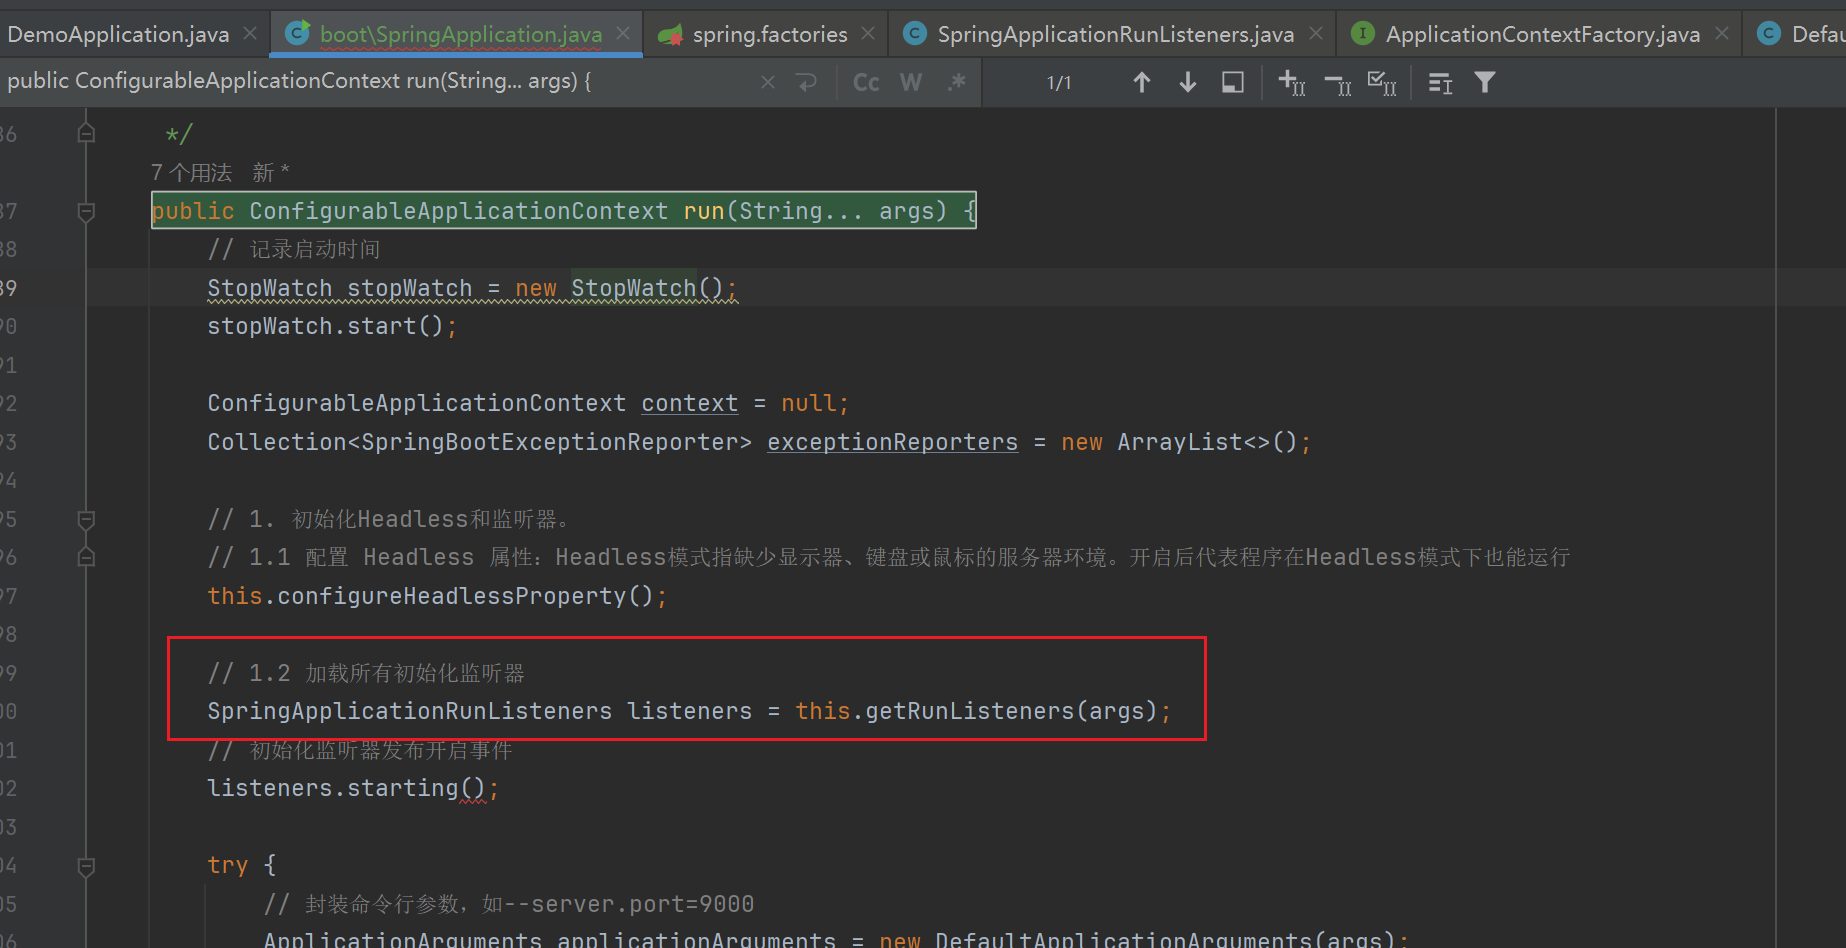 DemoApplication.java boot\SpringApplication.java spring.factories SpringApplicationRunListeners.java ApplicationContextFactory.java Defau
public ConfigurableApplicationContext run(String... args) { Cc W .* 1/1
36 */
7 个用法 新 *
37 public ConfigurableApplicationContext run(String... args) {
38 // 记录启动时间
39 StopWatch stopWatch = new StopWatch();
90 stopWatch.start();
91
92 ConfigurableApplicationContext context = null;
93 Collection<SpringBootExceptionReporter> exceptionReporters = new ArrayList<>();
94
95 // 1. 初始化Headless和监听器。
96 // 1.1 配置 Headless 属性：Headless模式指缺少显示器、键盘或鼠标的服务器环境。开启后代表程序在Headless模式下也能运行
97 this.configureHeadlessProperty();
98
99 // 1.2 加载所有初始化监听器
00 SpringApplicationRunListeners listeners = this.getRunListeners(args);
01 // 初始化监听器发布开启事件
02 listeners.starting();
03
04 try {
05 // 封装命令行参数，如--server.port=9000
06 ApplicationArguments applicationArguments = new DefaultApplicationArguments(args);